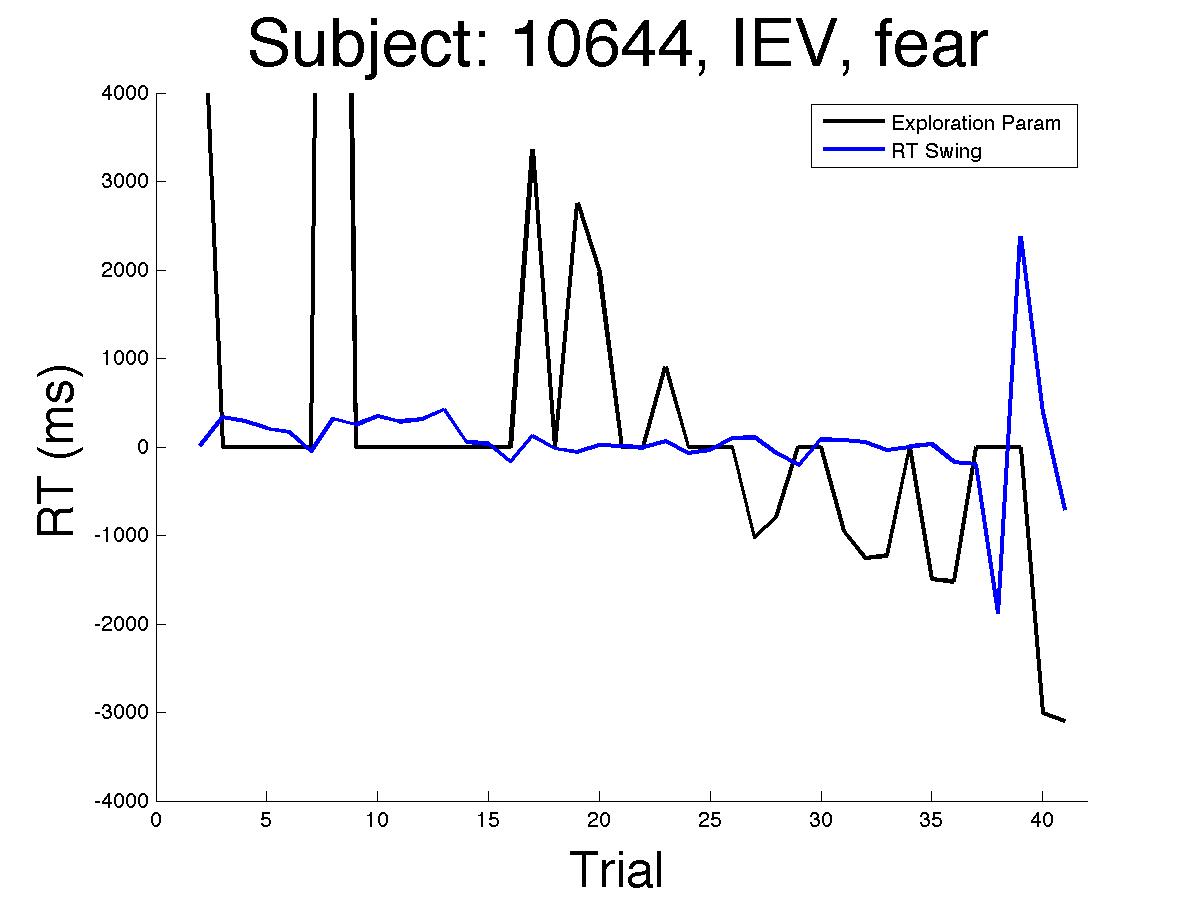 Subject: 10644, IEV, fear
4000
3000
2000
1000
0
-1000
-2000
-3000
-4000
RT (ms)
Exploration Param
RT Swing
0 5 10 15 20 25 30 35 40
Trial